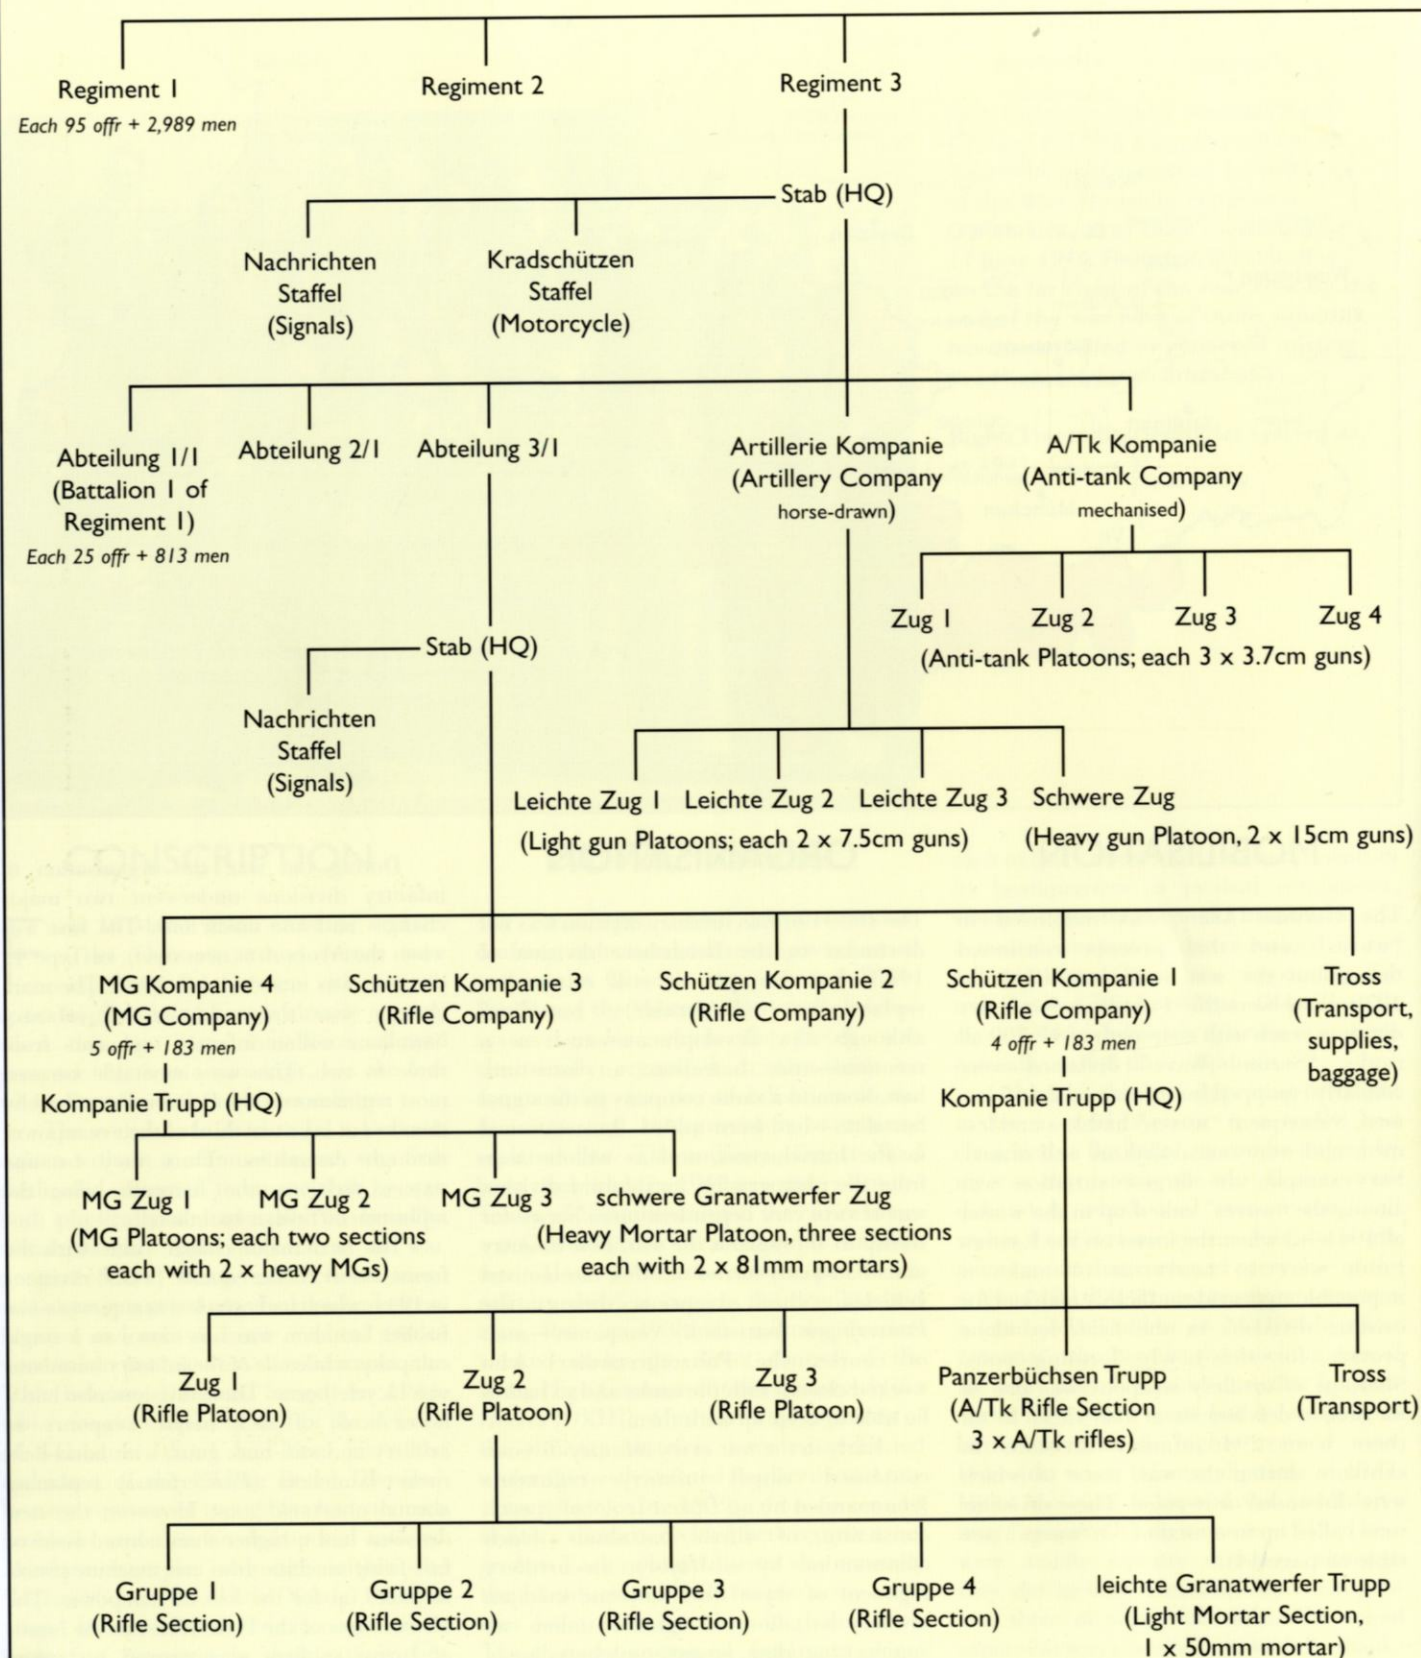 Regiment 1
Each 95 offr + 2,989 men
Regiment 2
Regiment 3
Stab (HQ)
Nachrichten
Staffel
(Signals)
Kradschützen
Staffel
(Motorcycle)
Abteilung 1/1
(Battalion 1 of
Regiment 1)
Each 25 offr + 813 men
Abteilung 2/1
Abteilung 3/1
Artillerie Kompanie
(Artillery Company
horse-drawn)
A/Tk Kompanie
(Anti-tank Company
mechanised)
Zug 1
Zug 2
Zug 3
Zug 4
(Anti-tank Platoons; each 3 x 3.7cm guns)
Stab (HQ)
Nachrichten
Staffel
(Signals)
Leichte Zug 1
Leichte Zug 2
Leichte Zug 3
Schwere Zug
(Light gun Platoons; each 2 x 7.5cm guns)
(Heavy gun Platoon, 2 x 15cm guns)
MG Kompanie 4
(MG Company)
5 offr + 183 men
Kompanie Trupp (HQ)
Schützen Kompanie 3
(Rifle Company)
Schützen Kompanie 2
(Rifle Company)
Schützen Kompanie 1
(Rifle Company)
4 offr + 183 men
Kompanie Trupp (HQ)
Tross
(Transport,
supplies,
baggage)
MG Zug 1
MG Zug 2
MG Zug 3
(MG Platoons; each two sections
each with 2 x heavy MGs)
schwere Granatwerfer Zug
(Heavy Mortar Platoon, three sections
each with 2 x 81mm mortars)
Zug 1
(Rifle Platoon)
Zug 2
(Rifle Platoon)
Zug 3
(Rifle Platoon)
Panzerbüchsen Trupp
(A/Tk Rifle Section
3 x A/Tk rifles)
Tross
(Transport)
Gruppe 1
(Rifle Section)
Gruppe 2
(Rifle Section)
Gruppe 3
(Rifle Section)
Gruppe 4
(Rifle Section)
leichte Granatwerfer Trupp
(Light Mortar Section,
1 x 50mm mortar)